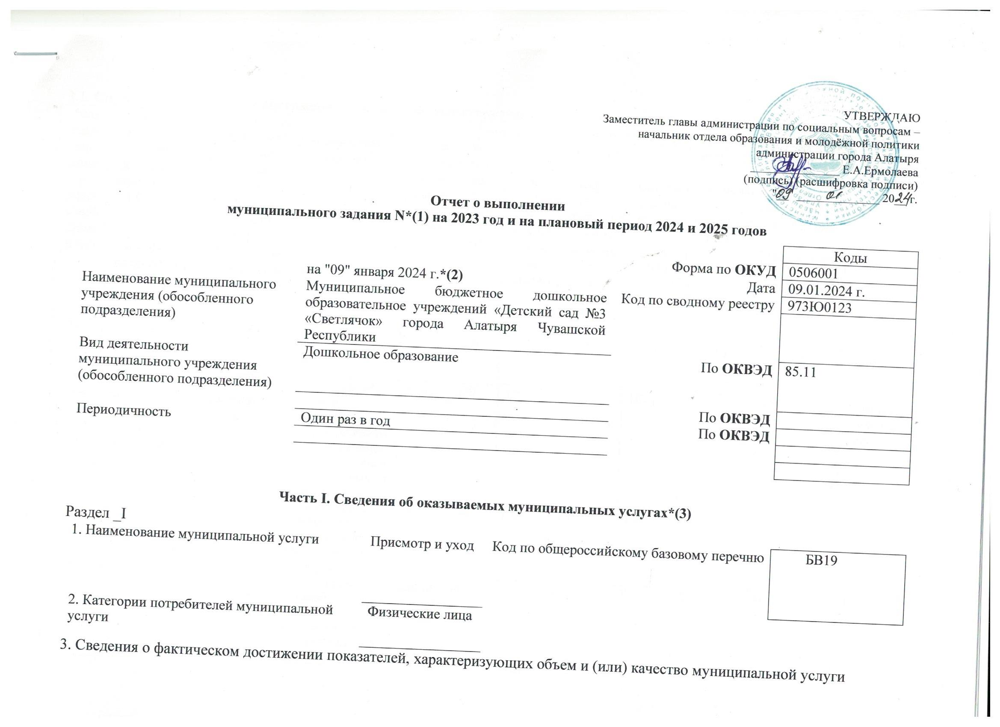 УТВЕРЖДАЮ
Заместитель главы администрации по социальным вопросам –
начальник отдела образования и молодёжной политики
администрации города Алатыря
Е.А.Ермолаева
(подпись) (расшифровка подписи)
"09" 01 2024г.
Отчет о выполнении
муниципального задания N*(1) на 2023 год и на плановый период 2024 и 2025 годов
Коды
на "09" января 2024 г.*(2)
Форма по ОКУД 0506001
Дата 09.01.2024 г.
Код по сводному реестру 973Ю0123
Наименование муниципального
учреждения (обособленного
подразделения)
Муниципальное бюджетное дошкольное
образовательное учреждений «Детский сад №3
«Светлячок» города Алатыря Чувашской
Республики
Вид деятельности
муниципального учреждения
(обособленного подразделения)
Дошкольное образование
По ОКВЭД 85.11
По ОКВЭД
По ОКВЭД
Периодичность
Один раз в год
Часть I. Сведения об оказываемых муниципальных услугах*(3)
Раздел _I
1. Наименование муниципальной услуги
Присмотр и уход
Код по общероссийскому базовому перечню
БВ19
2. Категории потребителей муниципальной
услуги
Физические лица
3. Сведения о фактическом достижении показателей, характеризующих объем и (или) качество муниципальной услуги